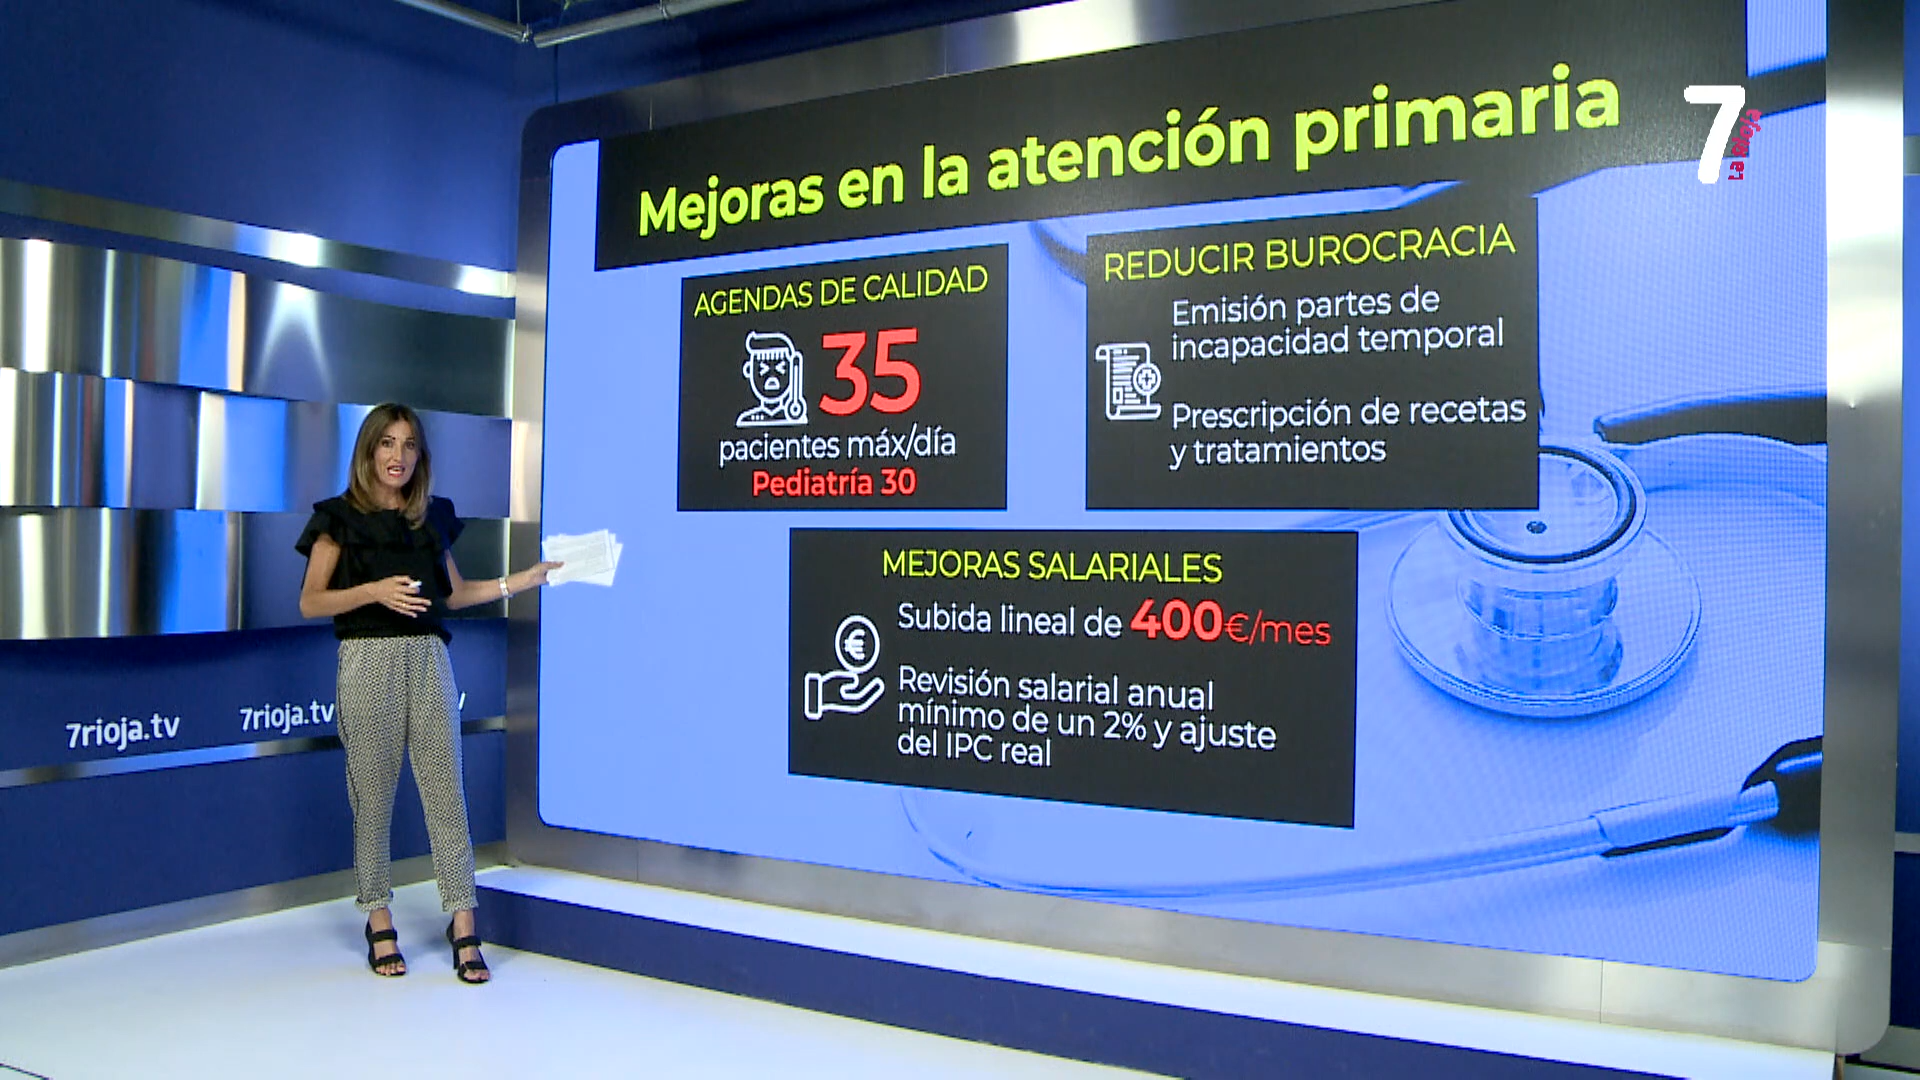 Mejoras en la atención primaria
7
La Rioja
AGENDAS DE CALIDAD
35
pacientes máx/día
Pediatría 30
REDUCIR BUROCRACIA
Emisión partes de
incapacidad temporal
Prescripción de recetas
y tratamientos
MEJORAS SALARIALES
Subida lineal de 400€/mes
Revisión salarial anual
mínimo de un 2% y ajuste
del IPC real
7rioja.tv
7rioja.tv
v